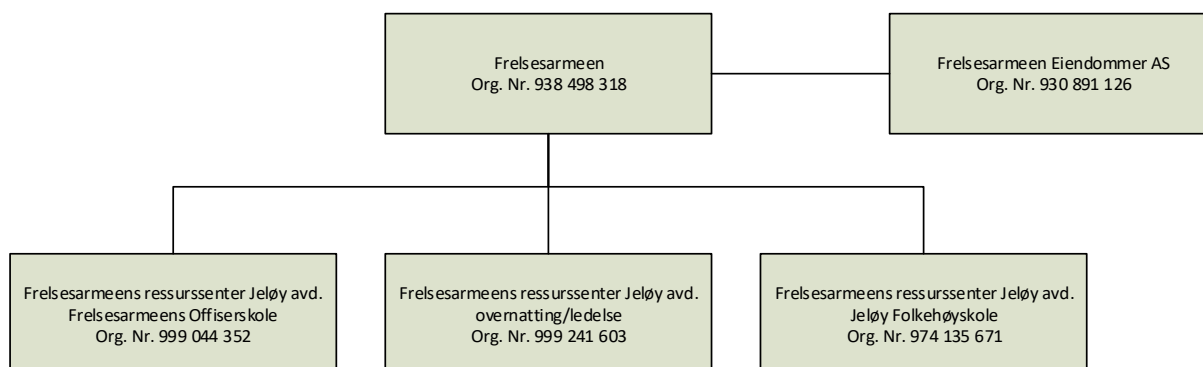 Frelsesarmeen
Org. Nr. 938 498 318
Frelsesarmeen Eiendommer AS
Org. Nr. 930 891 126
Frelsesarmeens ressurssenter Jeløy avd.
Frelsesarmeens Offiserskole
Org. Nr. 999 044 352
Frelsesarmeens ressurssenter Jeløy avd.
overnatting/ledelse
Org. Nr. 999 241 603
Frelsesarmeens ressurssenter Jeløy avd.
Jeløy Folkehøyskole
Org. Nr. 974 135 671